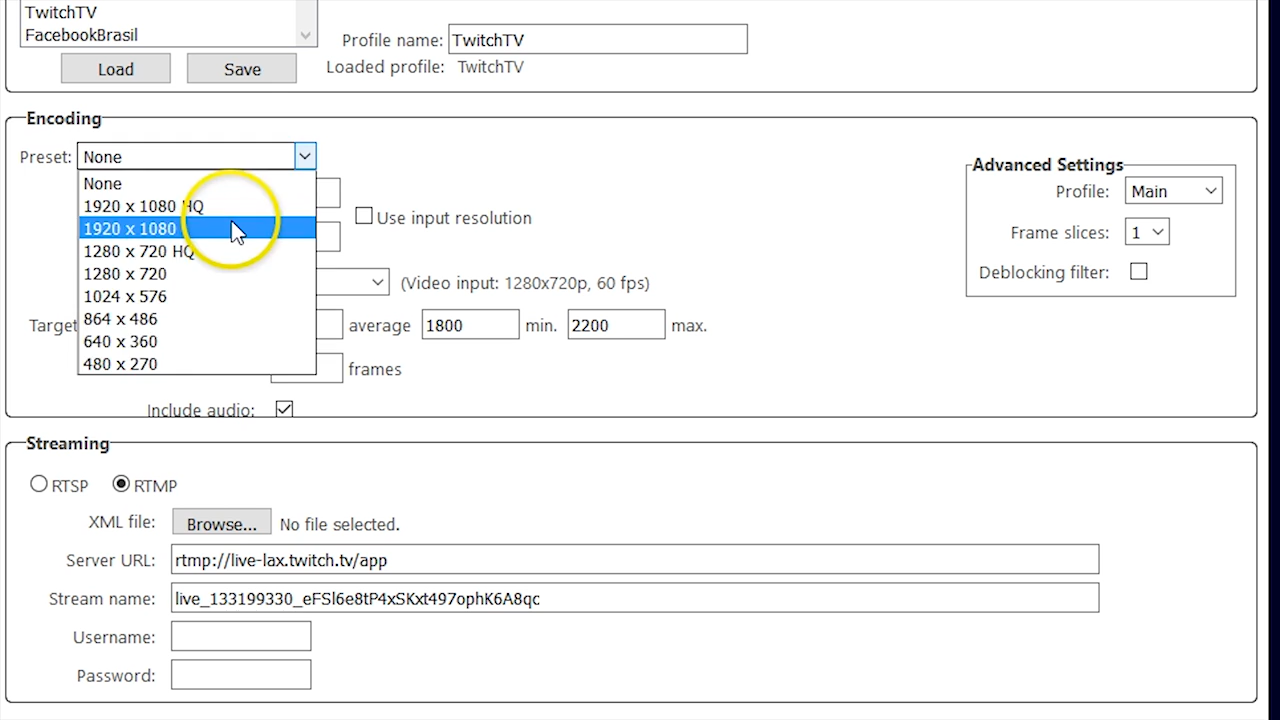 TwitchTV
FacebookBrasil
Profile name: TwitchTV
Load Save Loaded profile: TwitchTV
Encoding
Preset: None
None
1920 x 1080 HQ
1920 x 1080
1280 x 720 HQ
1280 x 720
1024 x 576
864 x 486
640 x 360
480 x 270
Use input resolution
(Video input: 1280x720p, 60 fps)
Target average 1800 min. 2200 max.
frames
Include audio:
Advanced Settings
Profile: Main
Frame slices: 1
Deblocking filter:
Streaming
RTSP RTMP
XML file: Browse... No file selected.
Server URL: rtmp://live-lax.twitch.tv/app
Stream name: live_133199330_eFSl6e8tP4xSKxt497ophK6A8qc
Username:
Password: